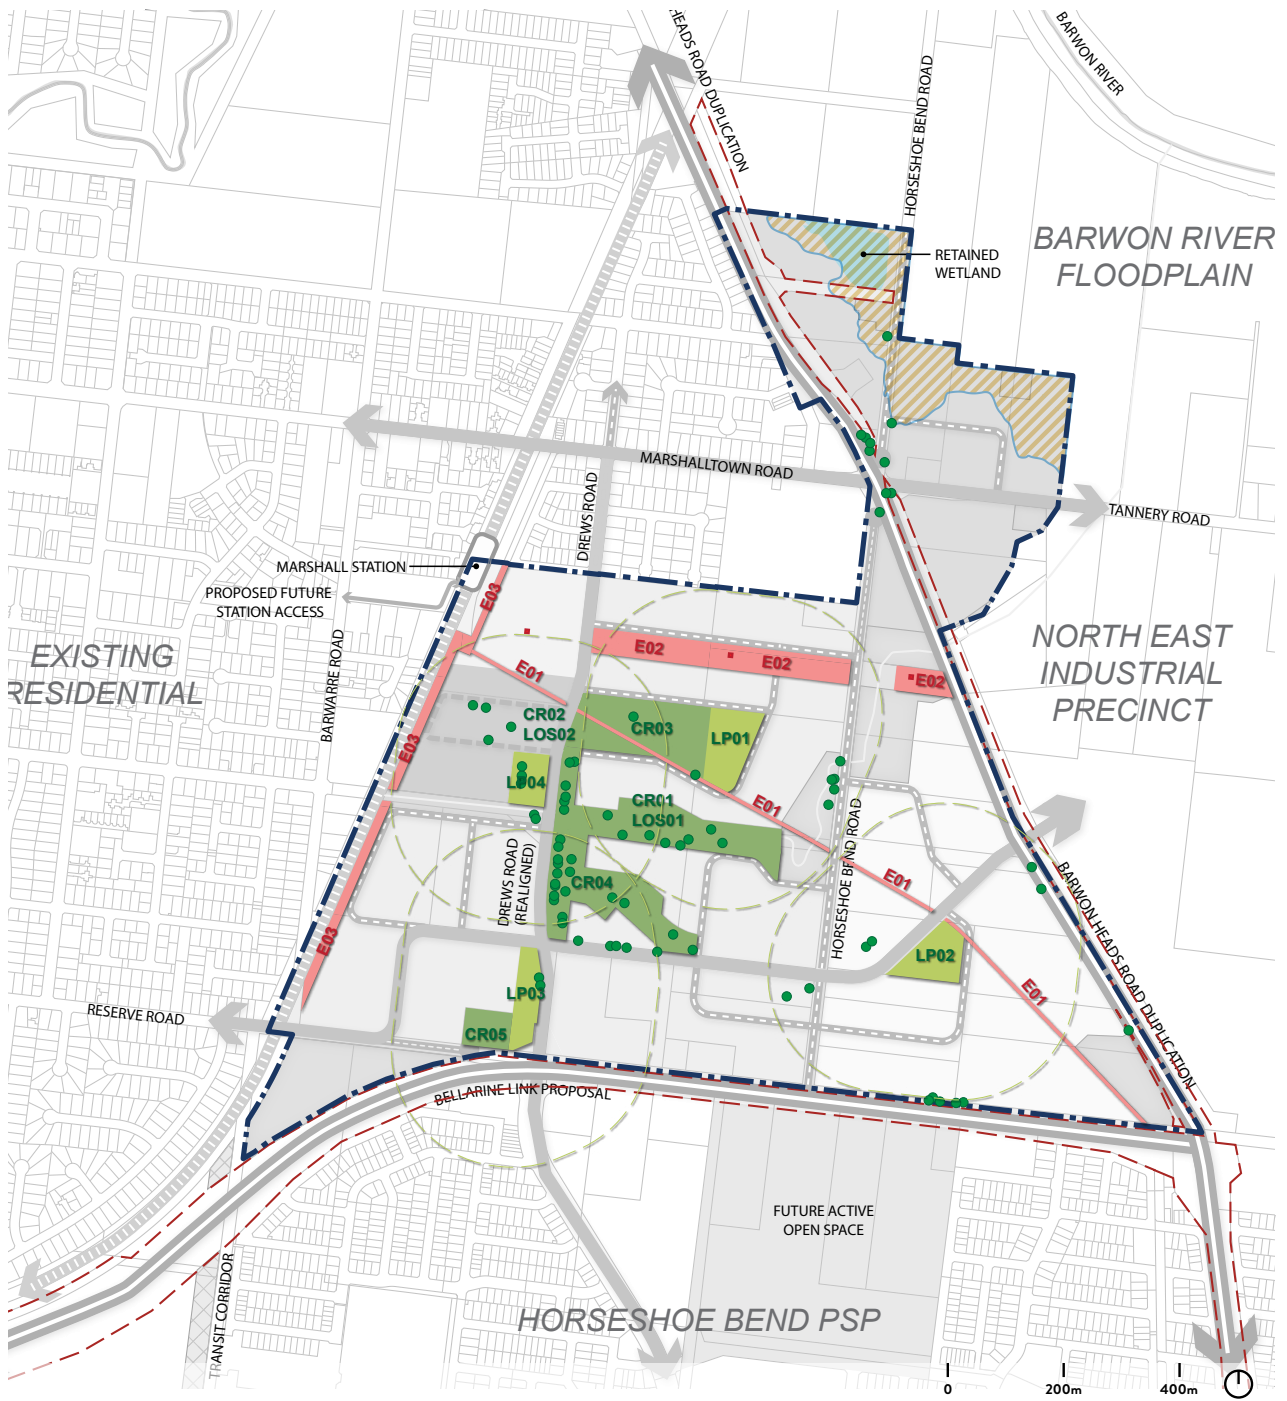 HEADS ROAD DUPLICATION
BARWON RIVER
HORSESHOE BEND ROAD
BARWON RIVER
FLOODPLAIN
RETAINED
WETLAND
MARSHALLTOWN ROAD
TANNERY ROAD
DREWS ROAD
MARSHALL STATION
PROPOSED FUTURE
STATION ACCESS
E03
EXISTING
RESIDENTIAL
BARWARRE ROAD
NORTH EAST
INDUSTRIAL
PRECINCT
E02
E02
E02
E01
CR02
LOS02
CR03
LP01
E03
LP04
CR01
LOS01
E01
HORSESHOE BEND ROAD
DREWS ROAD
(REALIGNED)
CR04
E01
BARWON HEADS ROAD DUPLICATION
E03
LP02
LP03
E01
RESERVE ROAD
CR05
BELLARINE LINK PROPOSAL
FUTURE ACTIVE
OPEN SPACE
TRANSIT CORRIDOR
HORSESHOE BEND PSP
0
200m
400m